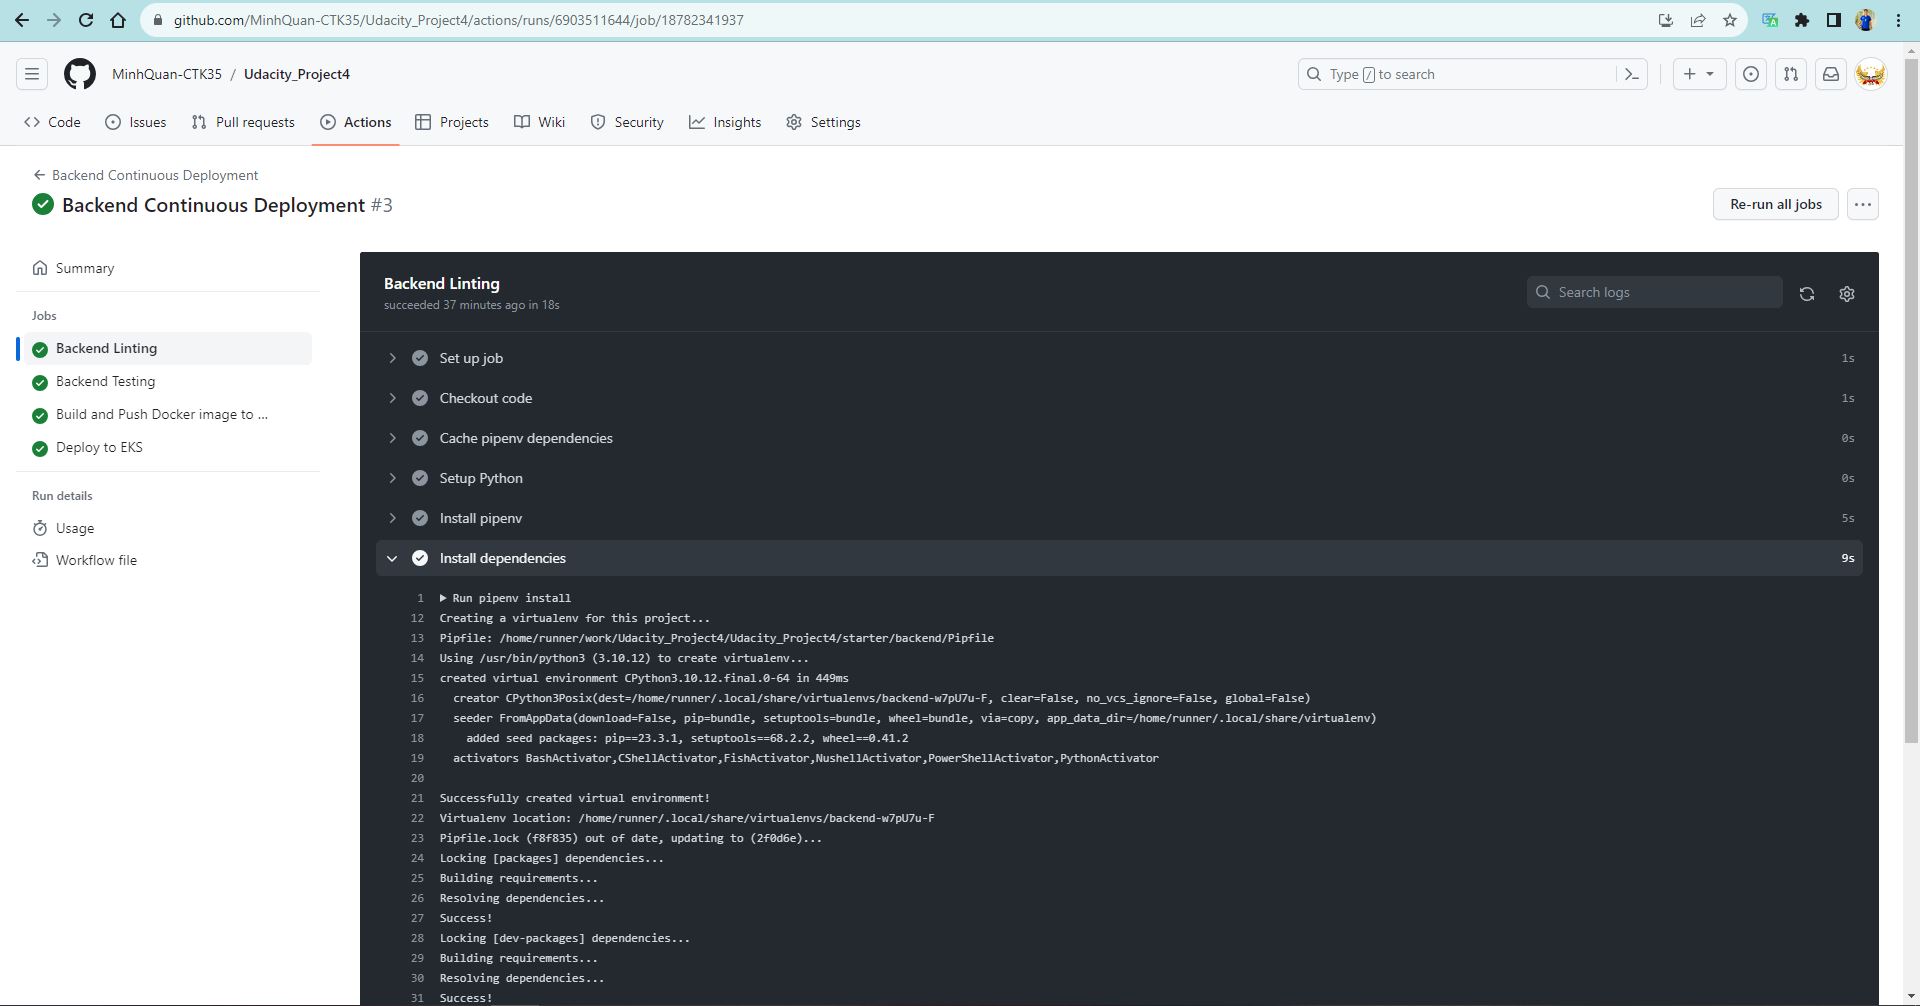 github.com/MinhQuan-CTK35/Udacity_Project4/actions/runs/6903511644/job/18782341937
MinhQuan-CTK35 / Udacity_Project4
Type / to search
Code Issues Pull requests Actions Projects Wiki Security Insights Settings
Backend Continuous Deployment
Backend Continuous Deployment #3
Re-run all jobs
Summary
Jobs
Backend Linting
Backend Testing
Build and Push Docker image to ...
Deploy to EKS
Run details
Usage
Workflow file
Backend Linting
succeeded 37 minutes ago in 18s
Search logs
Set up job 1s
Checkout code 1s
Cache pipenv dependencies 0s
Setup Python 0s
Install pipenv 5s
Install dependencies 9s
1 ▶ Run pipenv install
12 Creating a virtualenv for this project...
13 Pipfile: /home/runner/work/Udacity_Project4/Udacity_Project4/starter/backend/Pipfile
14 Using /usr/bin/python3 (3.10.12) to create virtualenv...
15 created virtual environment CPython3.10.12.final.0-64 in 449ms
16 creator CPython3Posix(dest=/home/runner/.local/share/virtualenvs/backend-w7pU7u-F, clear=False, no_vcs_ignore=False, global=False)
17 seeder FromAppData(download=False, pip=bundle, setuptools=bundle, wheel=bundle, via=copy, app_data_dir=/home/runner/.local/share/virtualenv)
18 added seed packages: pip==23.3.1, setuptools==68.2.2, wheel==0.41.2
19 activators BashActivator,CShellActivator,FishActivator,NushellActivator,PowerShellActivator,PythonActivator
20
21 Successfully created virtual environment!
22 Virtualenv location: /home/runner/.local/share/virtualenvs/backend-w7pU7u-F
23 Pipfile.lock (f8f835) out of date, updating to (2f0d6e)...
24 Locking [packages] dependencies...
25 Building requirements...
26 Resolving dependencies...
27 Success!
28 Locking [dev-packages] dependencies...
29 Building requirements...
30 Resolving dependencies...
31 Success!